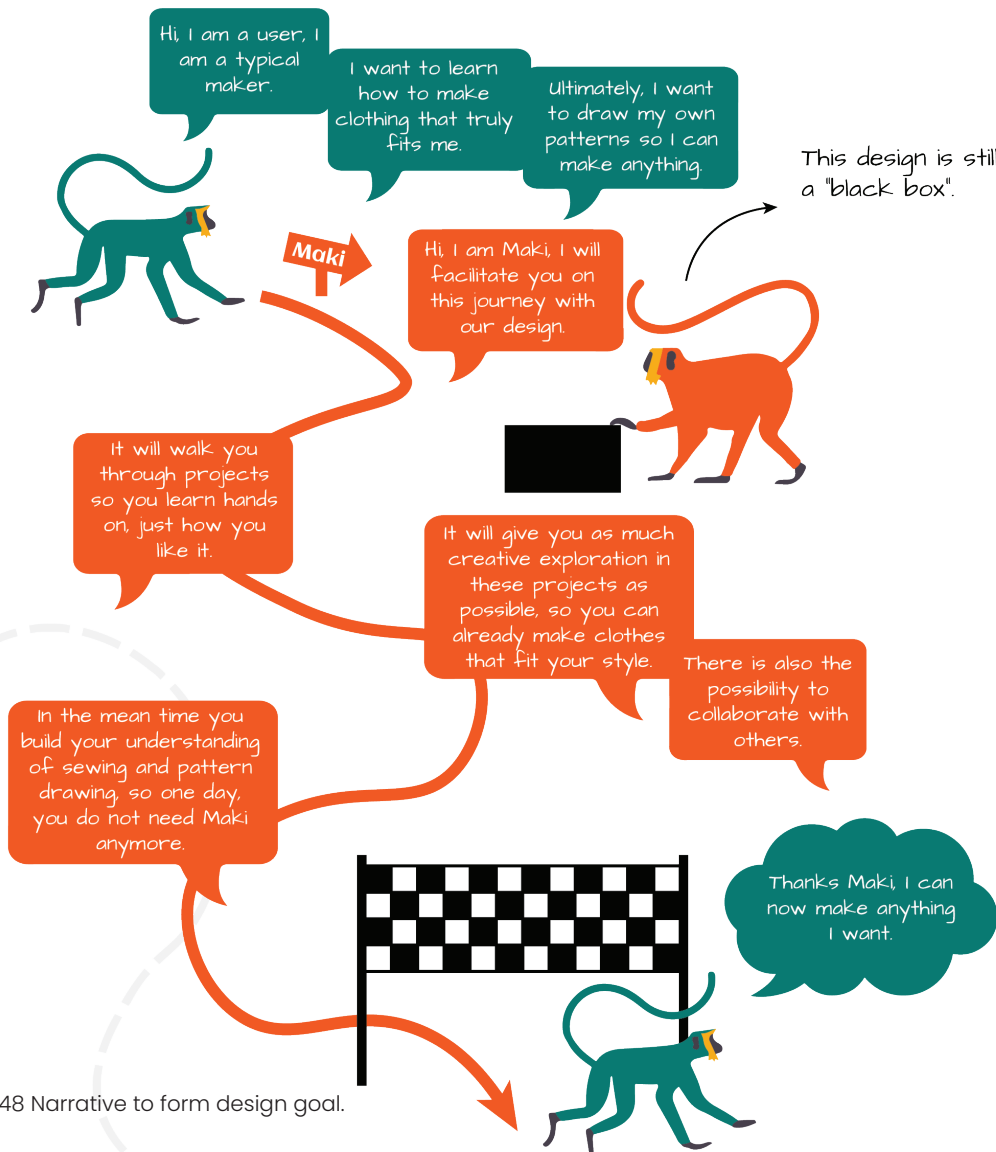 Hi, I am a user, I
am a typical
maker.
I want to learn
how to make
clothing that truly
fits me.
Ultimately, I want
to draw my own
patterns so I can
make anything.
This design is still
a "black box".
Maki
Hi, I am Maki, I will
facilitate you on
this journey with
our design.
It will walk you
through projects
so you learn hands
on, just how you
like it.
It will give you as much
creative exploration in
these projects as
possible, so you can
already make clothes
that fit your style.
There is also the
possibility to
collaborate with
others.
In the mean time you
build your understanding
of sewing and pattern
drawing, so one day,
you do not need Maki
anymore.
Thanks Maki, I can
now make anything
I want.
48 Narrative to form design goal.